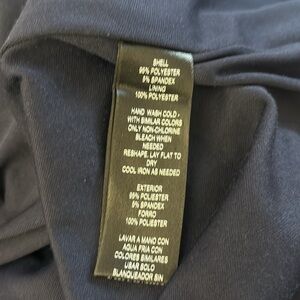 SHELL
95% POLYESTER
5% SPANDEX
LINING
100% POLYESTER
HAND WASH COLD -
WITH SIMILAR COLORS
ONLY NON-CHLORINE
BLEACH WHEN
NEEDED
RESHAPE, LAY FLAT TO
DRY
COOL IRON AS NEEDED
EXTERIOR
95% POLIESTER
5% SPANDEX
FORRO
100% POLIESTER
LAVAR A MANO CON
AGUA FRIA CON
COLORES SIMILARES
USAR SOLO
BLANQUEADOR SIN